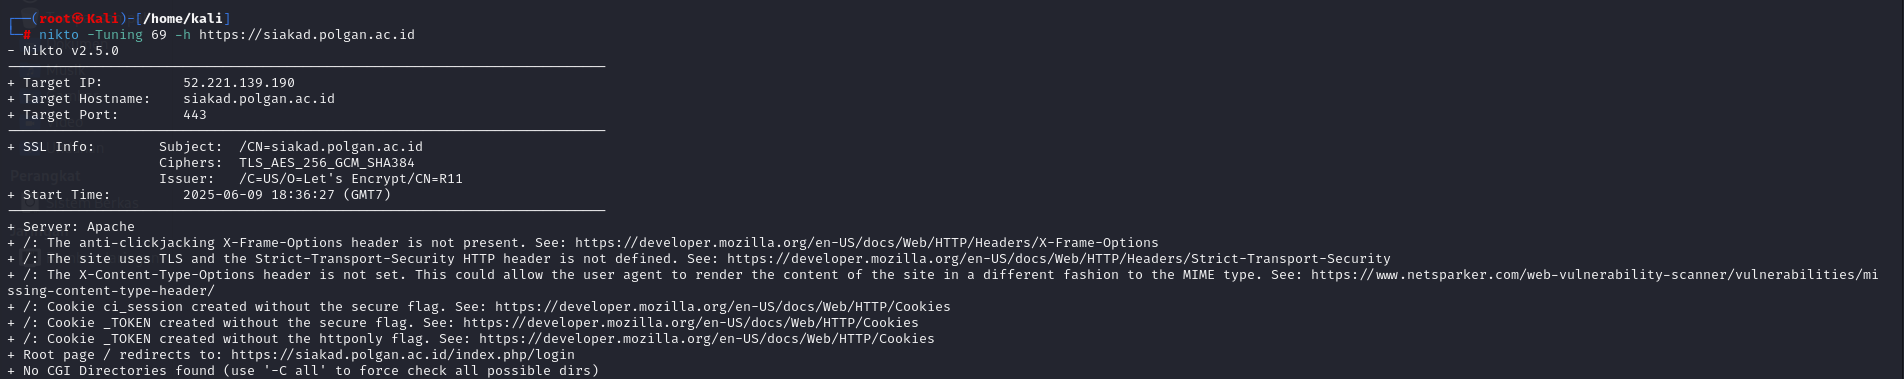 ┌──(root㉿Kali)-[/home/kali]
└─# nikto -Tuning 69 -h https://siakad.polgan.ac.id
- Nikto v2.5.0
---------------------------------------------------------------------------
+ Target IP:          52.221.139.190
+ Target Hostname:    siakad.polgan.ac.id
+ Target Port:        443
---------------------------------------------------------------------------
+ SSL Info:        Subject:  /CN=siakad.polgan.ac.id
                   Ciphers:  TLS_AES_256_GCM_SHA384
                   Issuer:   /C=US/O=Let's Encrypt/CN=R11
+ Start Time:         2025-06-09 18:36:27 (GMT7)
---------------------------------------------------------------------------
+ Server: Apache
+ /: The anti-clickjacking X-Frame-Options header is not present. See: https://developer.mozilla.org/en-US/docs/Web/HTTP/Headers/X-Frame-Options
+ /: The site uses TLS and the Strict-Transport-Security HTTP header is not defined. See: https://developer.mozilla.org/en-US/docs/Web/HTTP/Headers/Strict-Transport-Security
+ /: The X-Content-Type-Options header is not set. This could allow the user agent to render the content of the site in a different fashion to the MIME type. See: https://www.netsparker.com/web-vulnerability-scanner/vulnerabilities/mi
ssing-content-type-header/
+ /: Cookie ci_session created without the secure flag. See: https://developer.mozilla.org/en-US/docs/Web/HTTP/Cookies
+ /: Cookie _TOKEN created without the secure flag. See: https://developer.mozilla.org/en-US/docs/Web/HTTP/Cookies
+ /: Cookie _TOKEN created without the httponly flag. See: https://developer.mozilla.org/en-US/docs/Web/HTTP/Cookies
+ Root page / redirects to: https://siakad.polgan.ac.id/index.php/login
+ No CGI Directories found (use '-C all' to force check all possible dirs)
Perangkat